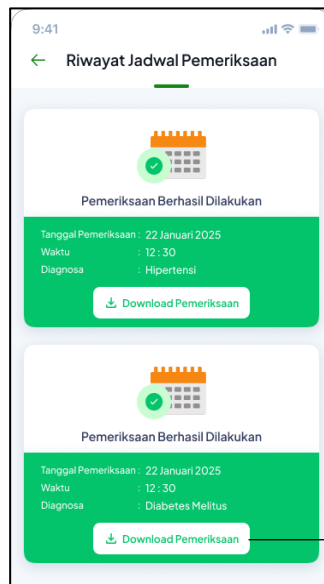 9:41
Riwayat Jadwal Pemeriksaan
Pemeriksaan Berhasil Dilakukan
Tanggal Pemeriksaan : 22 Januari 2025
Waktu : 12 : 30
Diagnosa : Hipertensi
Download Pemeriksaan
Pemeriksaan Berhasil Dilakukan
Tanggal Pemeriksaan : 22 Januari 2025
Waktu : 12 : 30
Diagnosa : Diabetes Melitus
Download Pemeriksaan